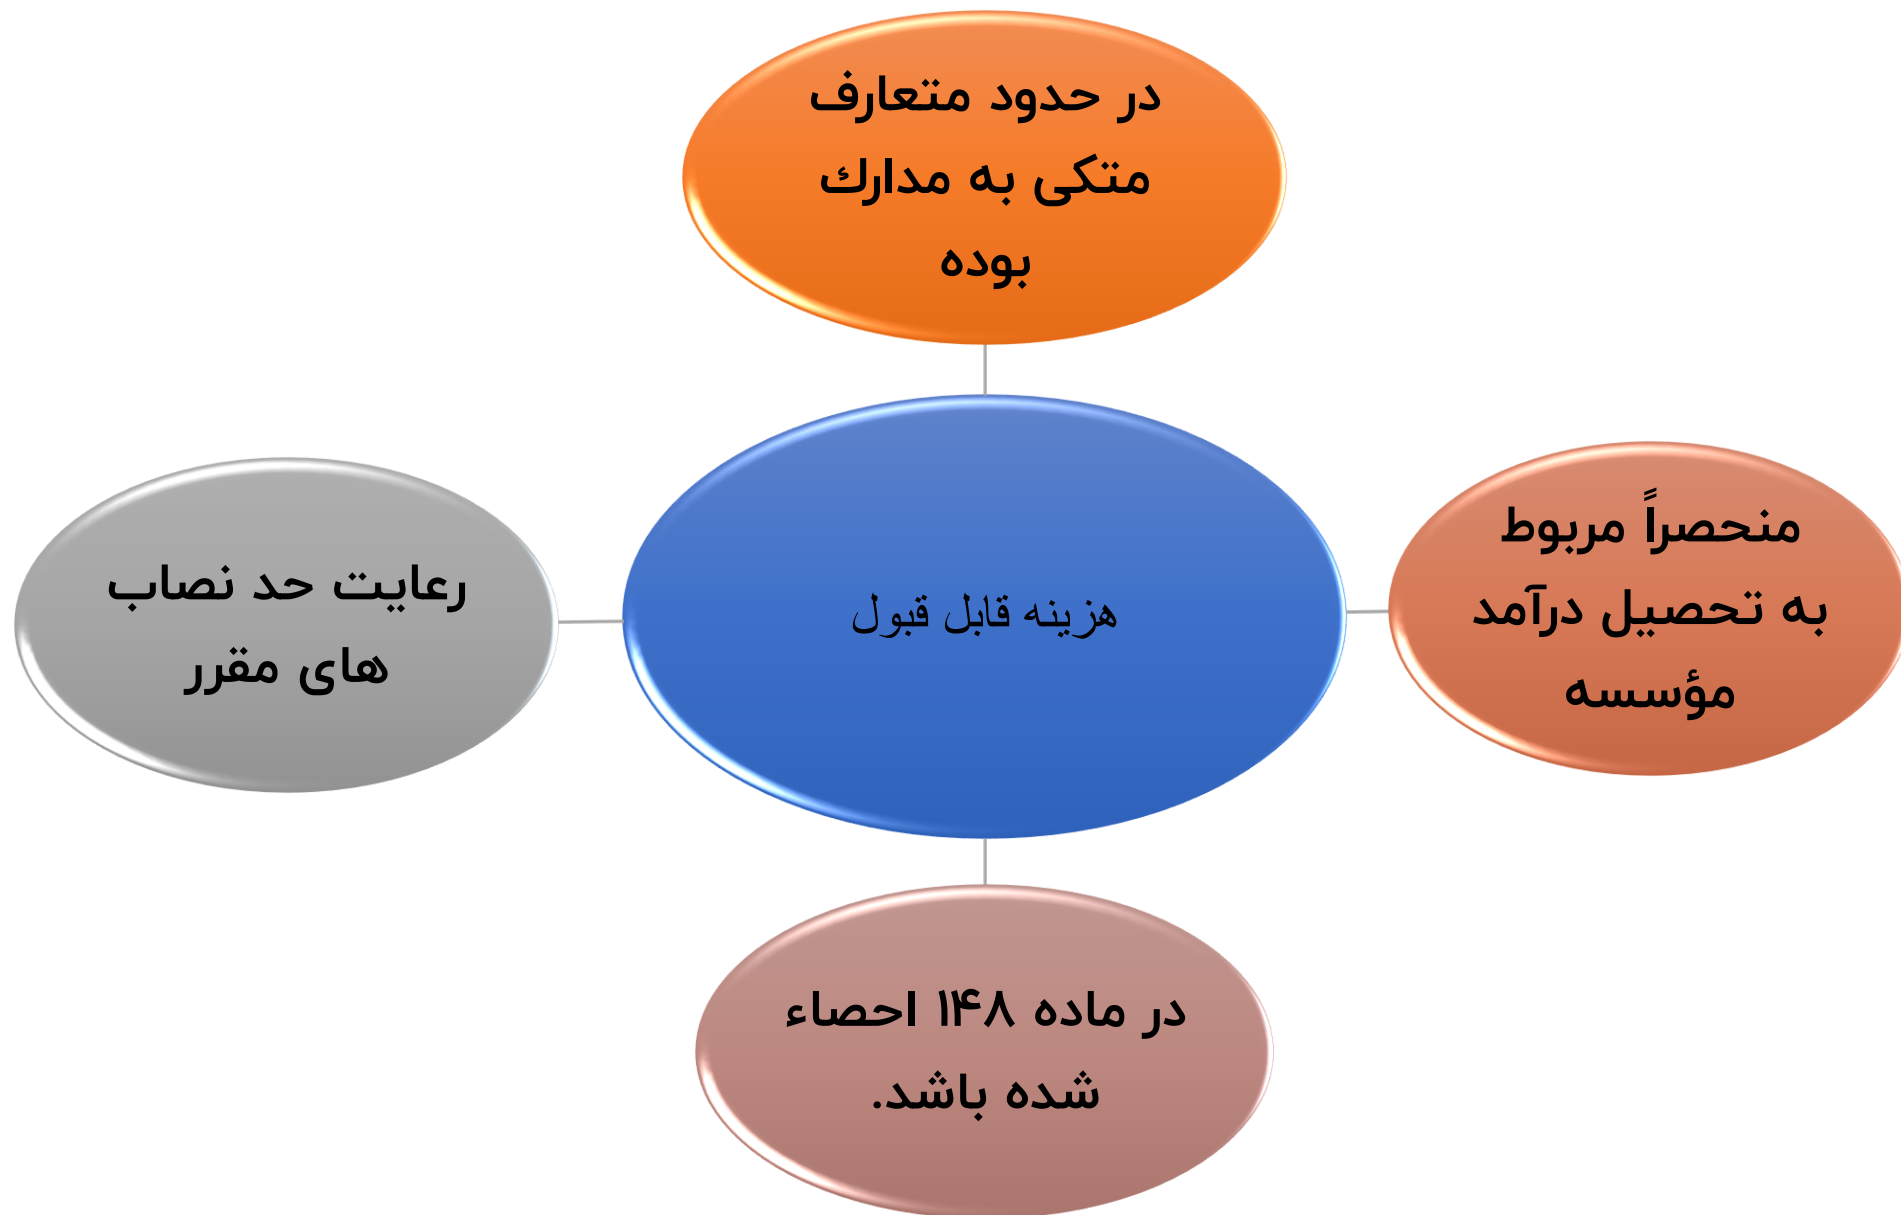 در حدود متعارف
متکی به مدارك
بوده
منحصراً مربوط
به تحصیل درآمد
مؤسسه
هزینه قابل قبول
رعایت حد نصاب
های مقرر
در ماده ۱۴۸ احصاء
شده باشد.